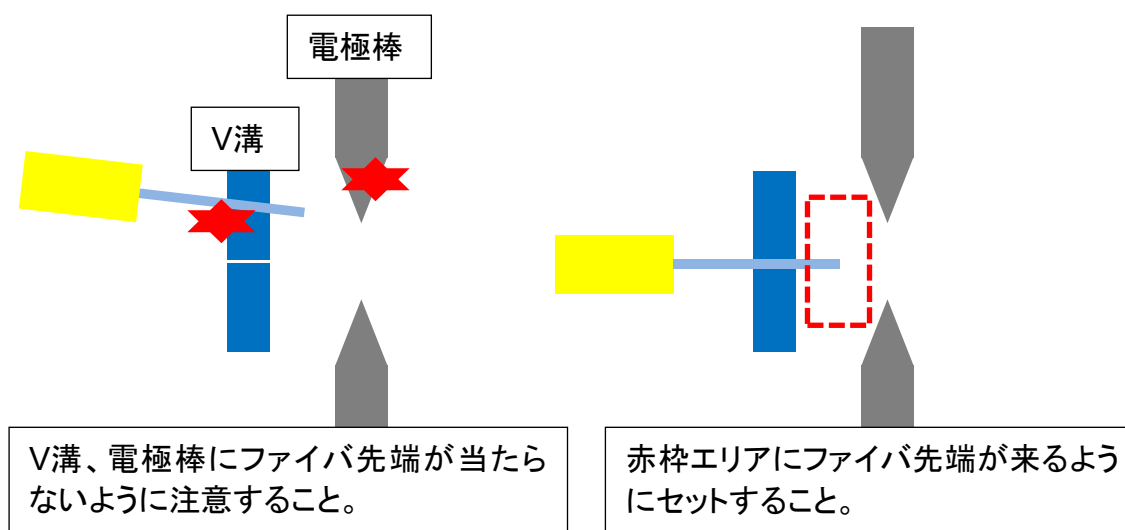 電極棒
V溝
V溝、電極棒にファイバ先端が当たら
ないように注意すること。
赤枠エリアにファイバ先端が来るよう
にセットすること。